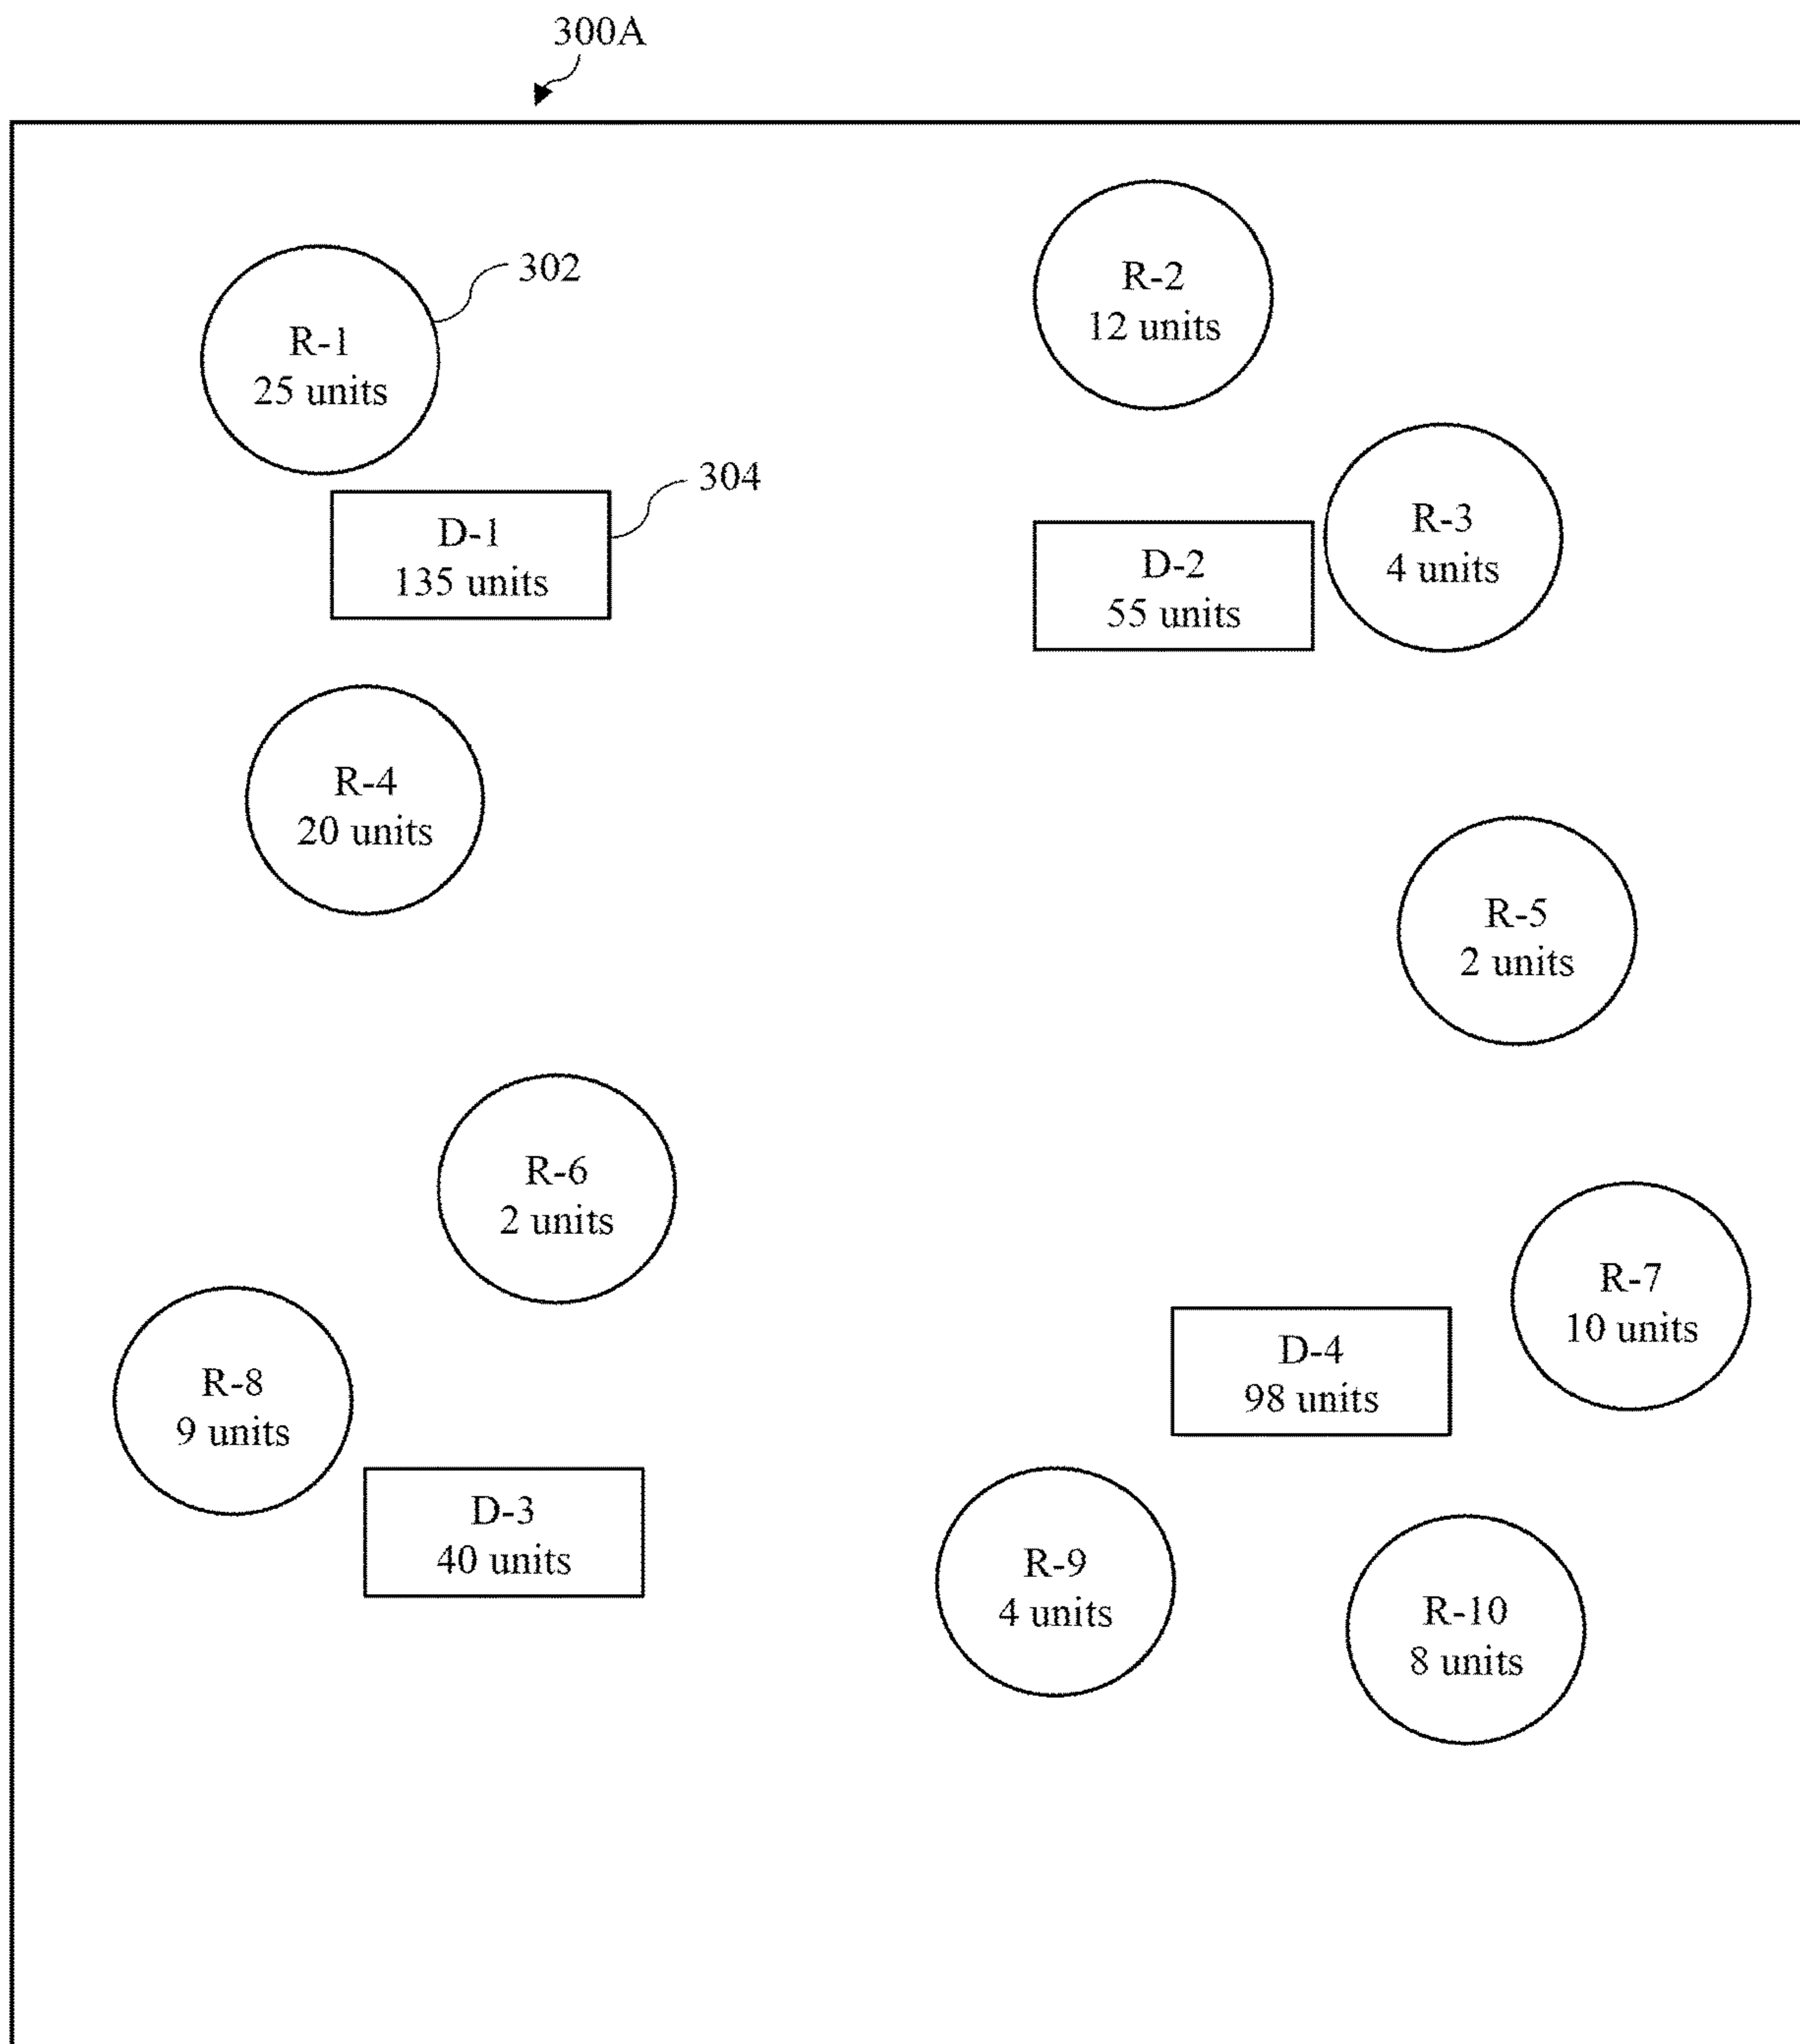 300A
R-1
25 units
302
R-2
12 units
D-1
135 units
304
R-3
4 units
D-2
55 units
R-4
20 units
R-5
2 units
R-6
2 units
R-7
10 units
R-8
9 units
D-4
98 units
D-3
40 units
R-9
4 units
R-10
8 units